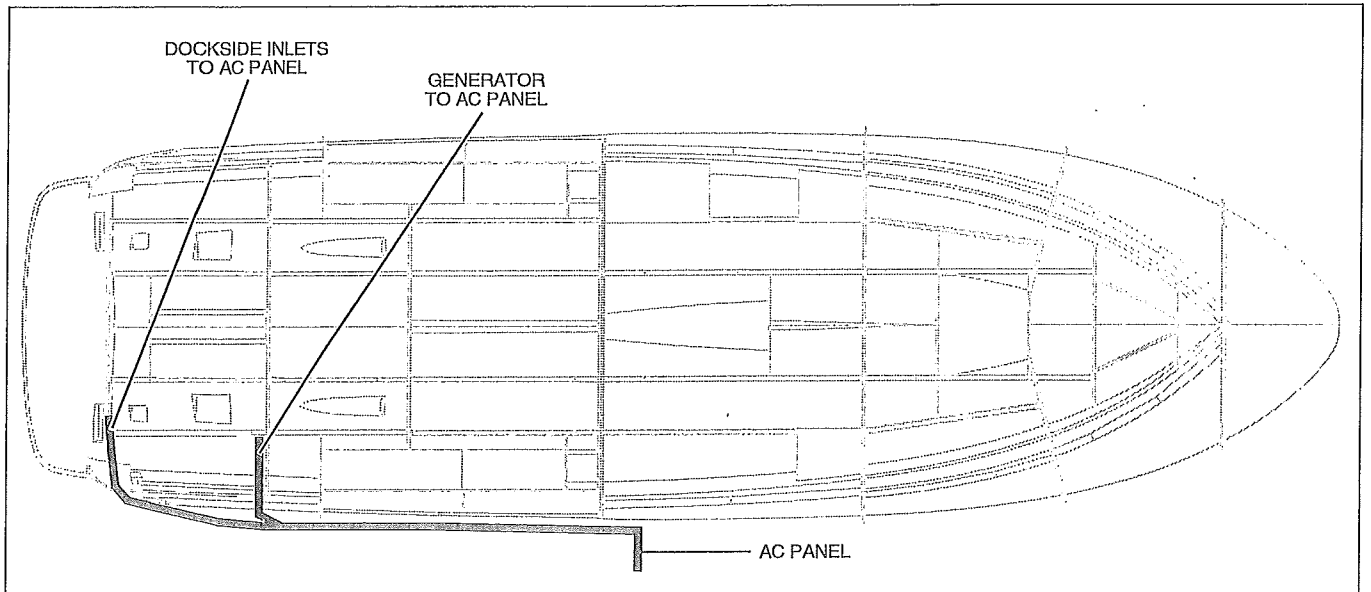 DOCKSIDE INLETS
TO AC PANEL
GENERATOR
TO AC PANEL
AC PANEL